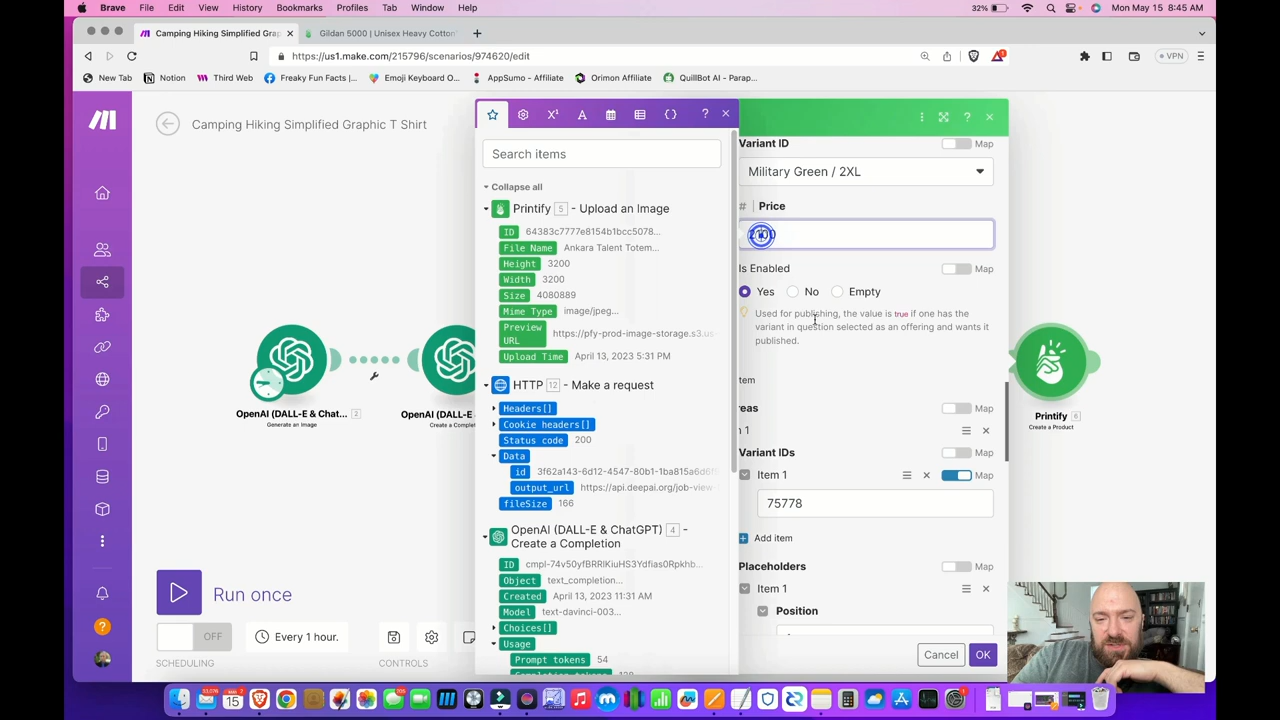 Brave File Edit View History Bookmarks Profiles Tab Window Help
32% Mon May 15 8:45 AM
Camping Hiking Simplified Grap
Gildan 5000 | Unisex Heavy Cotton
https://us1.make.com/215796/scenarios/974620/edit
VPN
New Tab Notion Third Web Freaky Fun Facts |... Emoji Keyboard O... AppSumo - Affiliate Orimon Affiliate QuillBot AI - Parap...
Camping Hiking Simplified Graphic T Shirt
Search items
Collapse all
Printify 5 - Upload an Image
ID 64383c7777e8154b1bcc5078...
File Name Ankara Talent Totem...
Height 3200
Width 3200
Size 4080889
Mime Type image/jpeg...
Preview URL https://pfy-prod-image-storage.s3.us-
Upload Time April 13, 2023 5:31 PM
HTTP 12 - Make a request
Headers[]
Cookie headers[]
Status code 200
Data
id 3f62a143-6d12-4547-80b1-1ba815a6d6f
output_url https://api.deepai.org/job-view-
fileSize 166
OpenAI (DALL-E & ChatGPT) 4 -
Create a Completion
ID cmpl-74v50yfBRRlKiuHS3Ydfias0Rpkhb...
Object text_completion...
Created April 13, 2023 11:31 AM
Model text-davinci-003...
Choices[]
Usage
Prompt tokens 54
Variant ID Map
Military Green / 2XL
# Price
Is Enabled Map
Yes No Empty
Used for publishing, the value is true if one has the
variant in question selected as an offering and wants it
published.
Map
Variant IDs Map
Item 1 Map
75778
Add item
Placeholders Map
Item 1
Position
Cancel OK
OpenAI (DALL-E & Chat... 2
Generate an Image
OpenAI (DALL-E
Printify 6
Create a Product
Run once
OFF Every 1 hour.
SCHEDULING CONTROLS